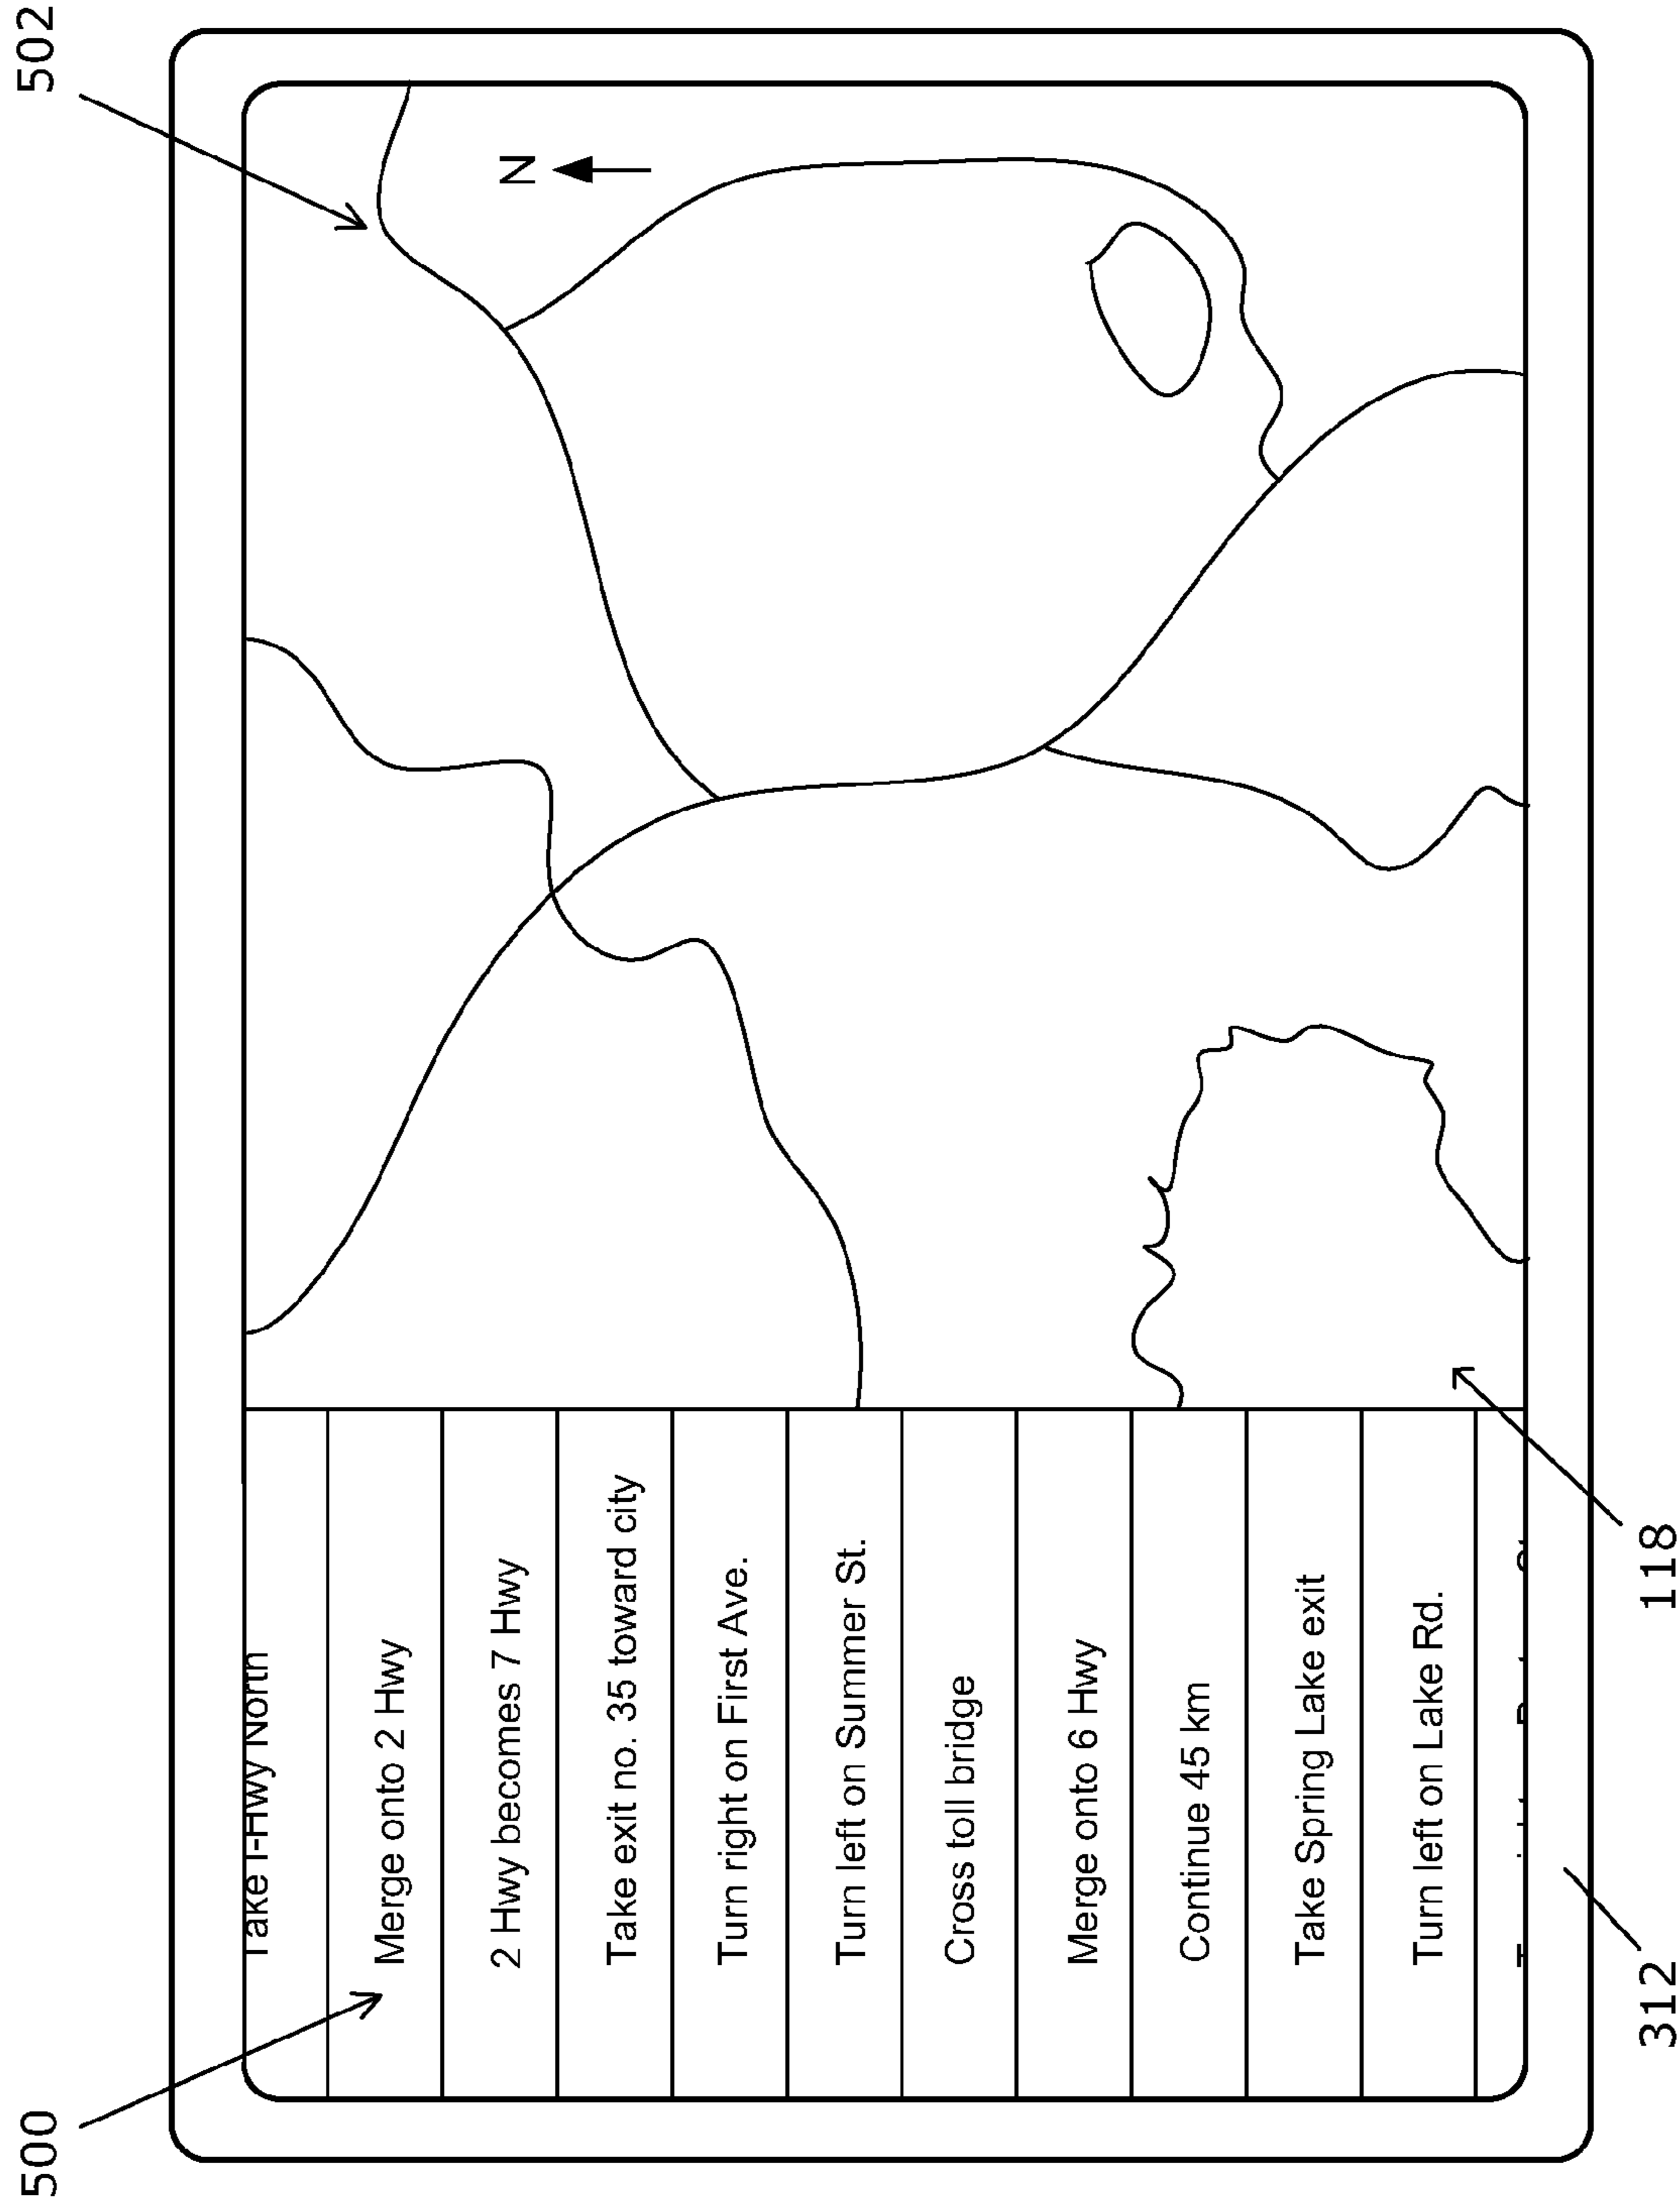 500
502
Take I-Hwy North
Merge onto 2 Hwy
2 Hwy becomes 7 Hwy
N
Take exit no. 35 toward city
Turn right on First Ave.
Turn left on Summer St.
Cross toll bridge
Merge onto 6 Hwy
Continue 45 km
Take Spring Lake exit
Turn left on Lake Rd.
312
118